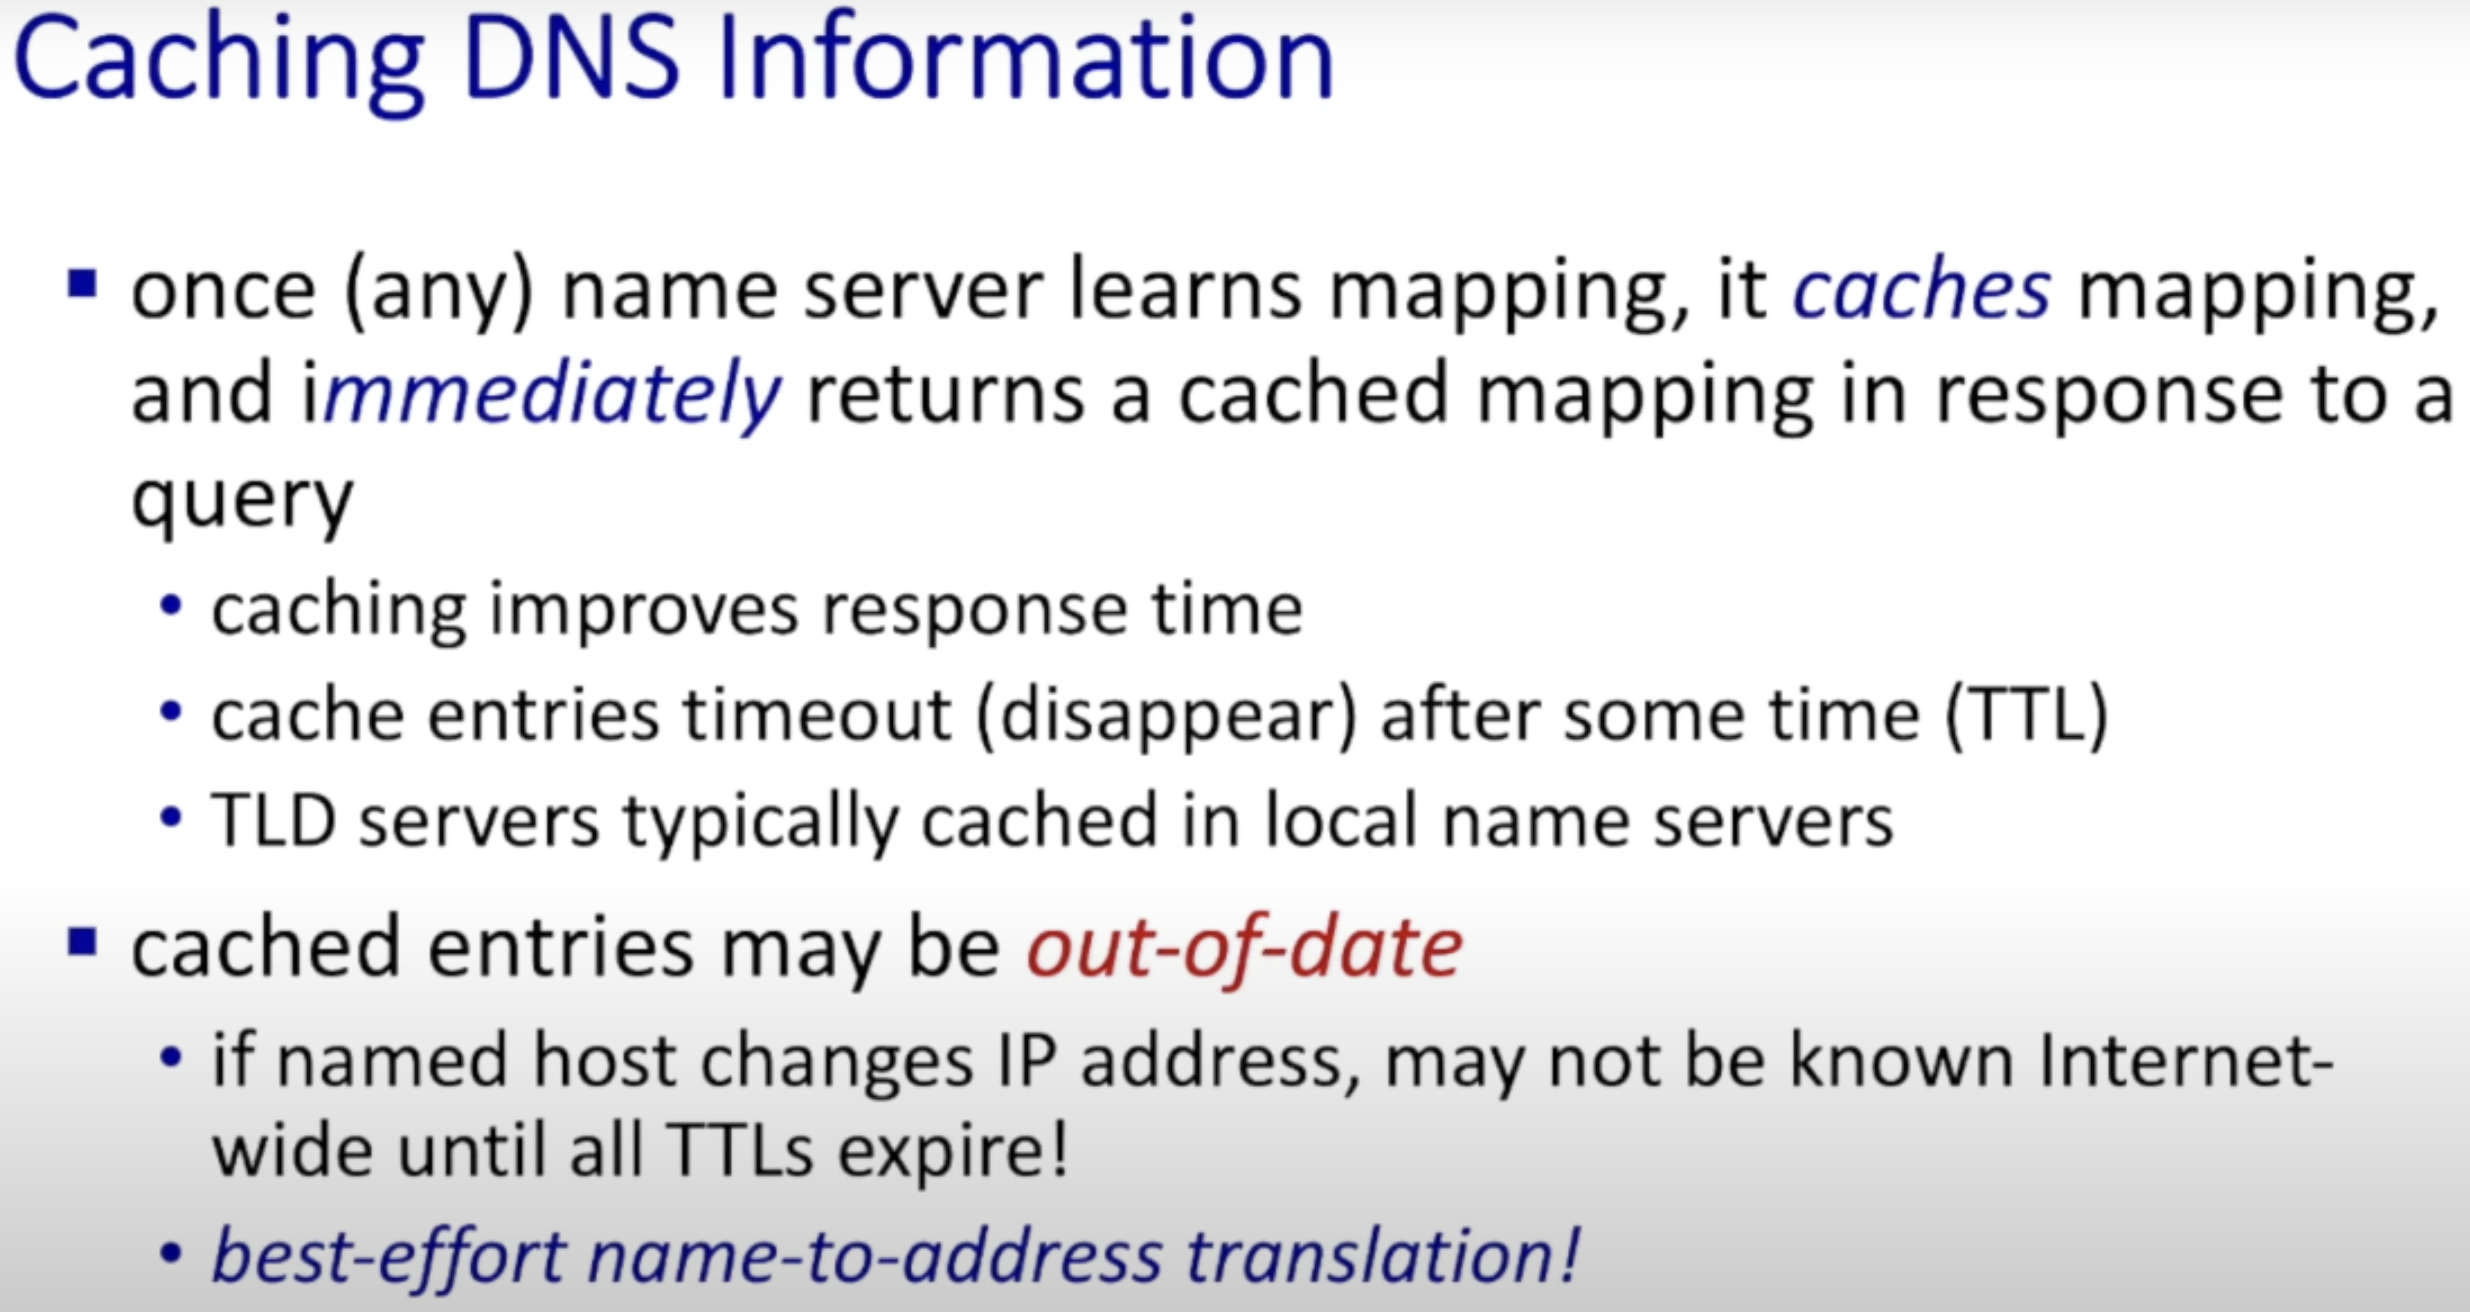 Caching DNS Information
▪ once (any) name server learns mapping, it caches mapping,
and immediately returns a cached mapping in response to a
query
• caching improves response time
• cache entries timeout (disappear) after some time (TTL)
• TLD servers typically cached in local name servers
▪ cached entries may be out-of-date
• if named host changes IP address, may not be known Internet-
wide until all TTLs expire!
• best-effort name-to-address translation!